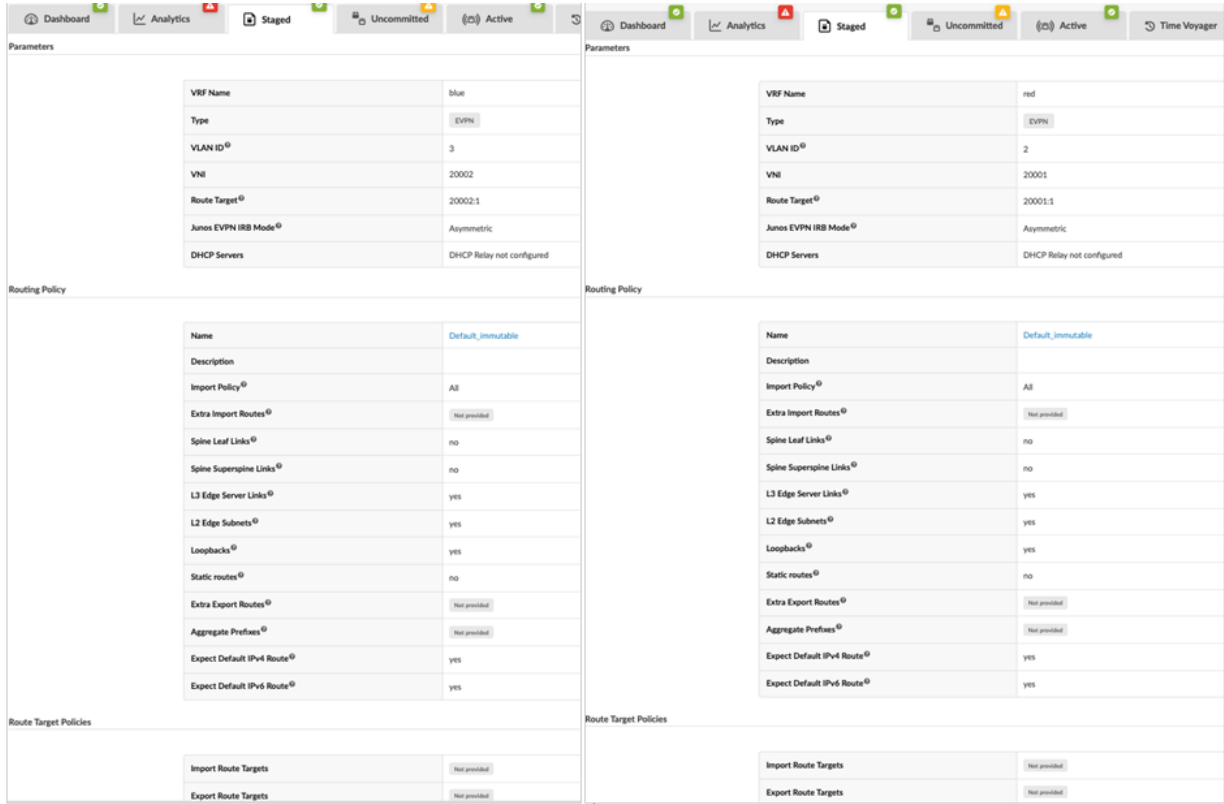 Dashboard
Analytics
Staged
Uncommitted
Active
Parameters
VRF Name blue
Type EVPN
VLAN ID 3
VNI 20002
Route Target 20002:1
Junos EVPN IRB Mode Asymmetric
DHCP Servers DHCP Relay not configured
Routing Policy
Name Default_immutable
Description
Import Policy All
Extra Import Routes Not provided
Spine Leaf Links no
Spine Superspine Links no
L3 Edge Server Links yes
L2 Edge Subnets yes
Loopbacks yes
Static routes no
Extra Export Routes Not provided
Aggregate Prefixes Not provided
Expect Default IPv4 Route yes
Expect Default IPv6 Route yes
Route Target Policies
Import Route Targets Not provided
Export Route Targets Not provided
Dashboard
Analytics
Staged
Uncommitted
Active
Time Voyager
Parameters
VRF Name red
Type EVPN
VLAN ID 2
VNI 20001
Route Target 20001:1
Junos EVPN IRB Mode Asymmetric
DHCP Servers DHCP Relay not configured
Routing Policy
Name Default_immutable
Description
Import Policy All
Extra Import Routes Not provided
Spine Leaf Links no
Spine Superspine Links no
L3 Edge Server Links yes
L2 Edge Subnets yes
Loopbacks yes
Static routes no
Extra Export Routes Not provided
Aggregate Prefixes Not provided
Expect Default IPv4 Route yes
Expect Default IPv6 Route yes
Route Target Policies
Import Route Targets Not provided
Export Route Targets Not provided